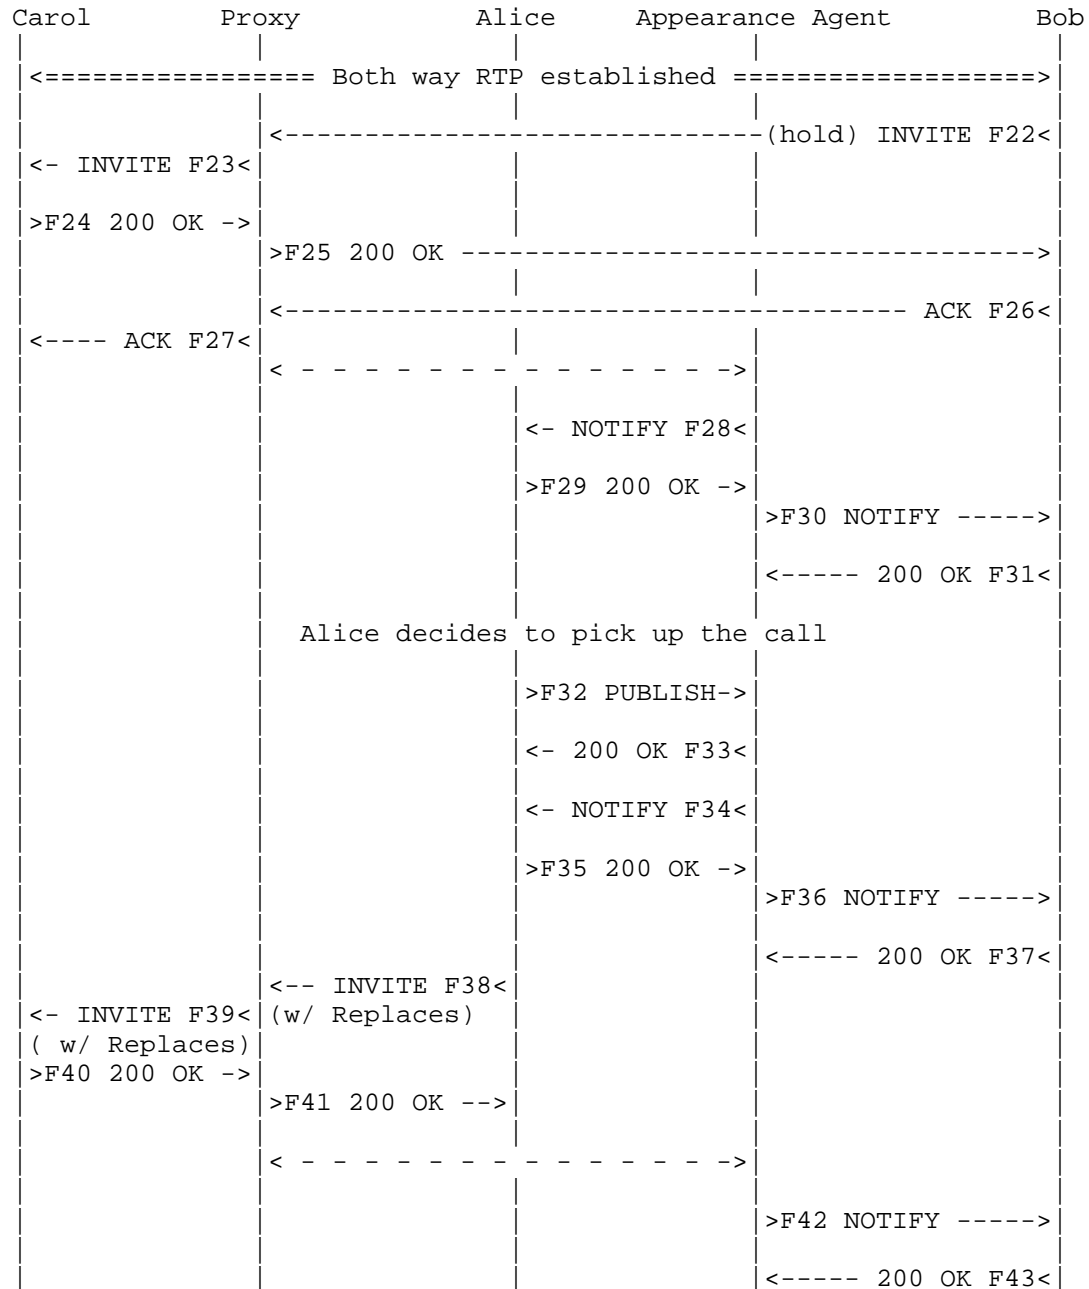 Carol Proxy Alice Appearance Agent Bob
<================= Both way RTP established ===================>
<------------------------------(hold) INVITE F22<
<- INVITE F23<
>F24 200 OK ->
>F25 200 OK ------------------------------------>
<--------------------------------------- ACK F26<
<---- ACK F27<
< - - - - - - - - - - - - - ->
<- NOTIFY F28<
>F29 200 OK ->
>F30 NOTIFY ----->
<----- 200 OK F31<
Alice decides to pick up the call
>F32 PUBLISH->
<- 200 OK F33<
<- NOTIFY F34<
>F35 200 OK ->
>F36 NOTIFY ----->
<----- 200 OK F37<
<-- INVITE F38<
<- INVITE F39< (w/ Replaces)
( w/ Replaces)
>F40 200 OK ->
>F41 200 OK -->
< - - - - - - - - - - - - - ->
>F42 NOTIFY ----->
<----- 200 OK F43<